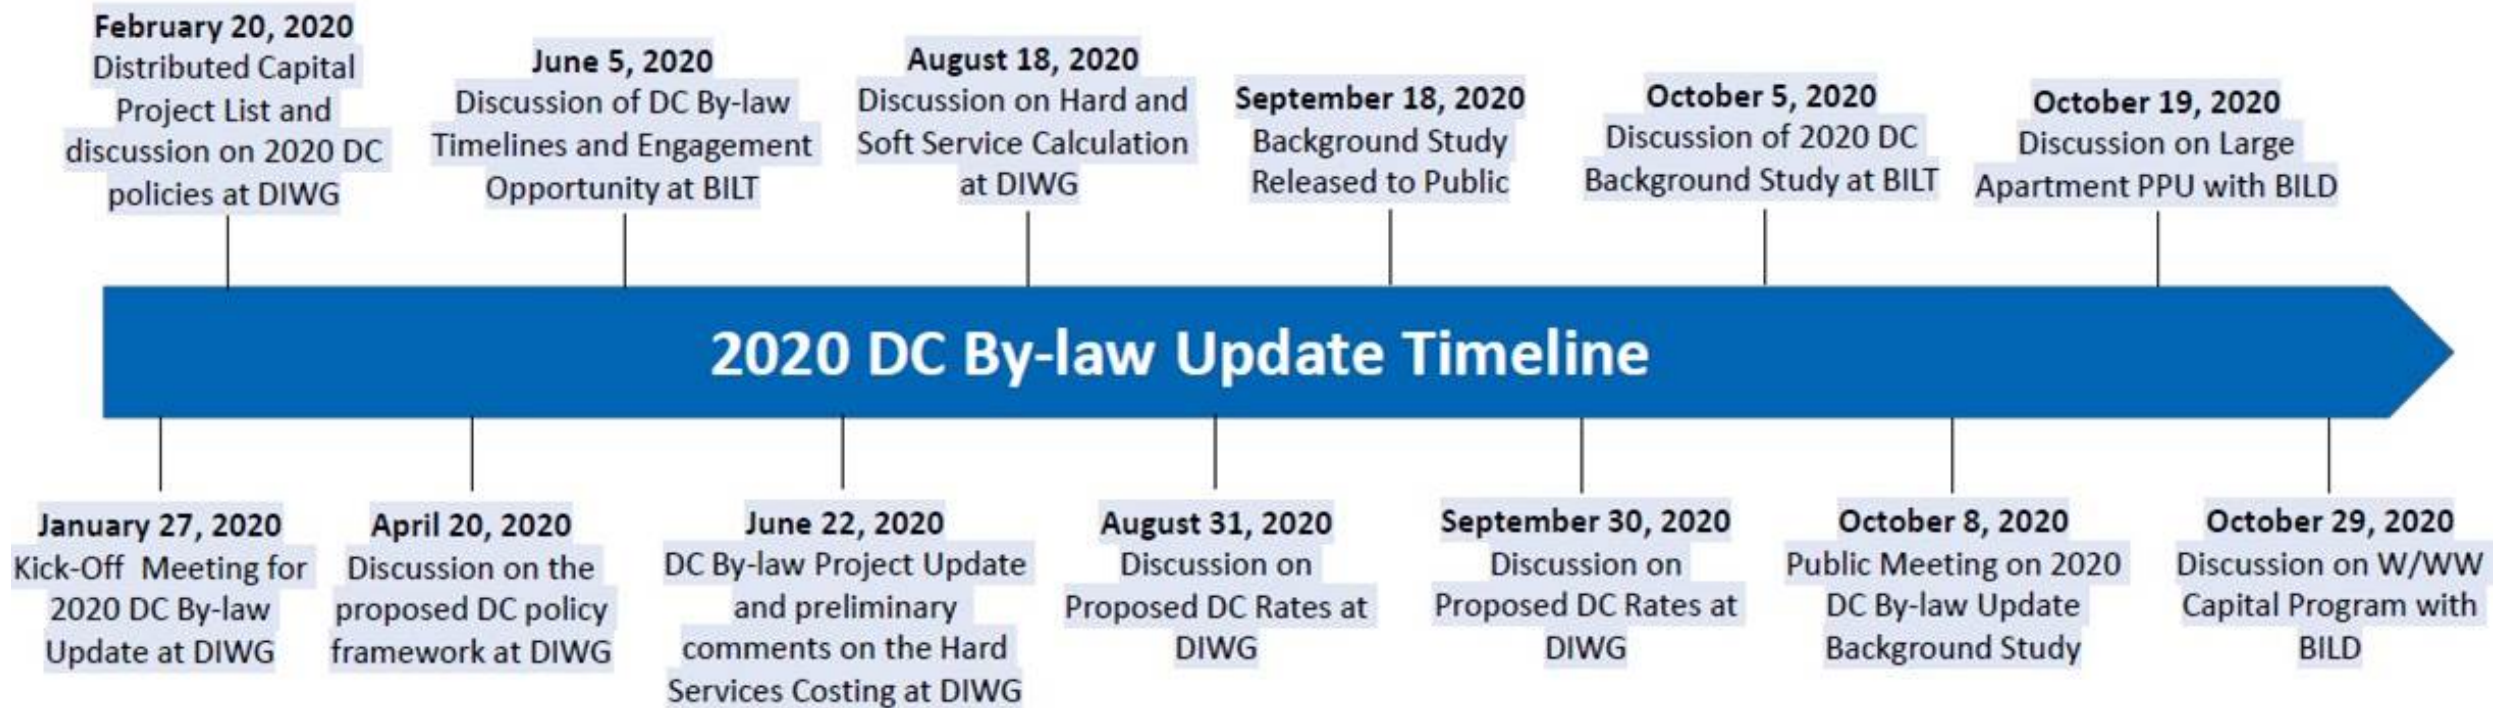 February 20, 2020
Distributed Capital
Project List and
discussion on 2020 DC
policies at DIWG
June 5, 2020
Discussion of DC By-law
Timelines and Engagement
Opportunity at BILT
August 18, 2020
Discussion on Hard and
Soft Service Calculation
at DIWG
September 18, 2020
Background Study
Released to Public
October 5, 2020
Discussion of 2020 DC
Background Study at BILT
October 19, 2020
Discussion on Large
Apartment PPU with BILD
2020 DC By-law Update Timeline
January 27, 2020
Kick-Off Meeting for
2020 DC By-law
Update at DIWG
April 20, 2020
Discussion on the
proposed DC policy
framework at DIWG
June 22, 2020
DC By-law Project Update
and preliminary
comments on the Hard
Services Costing at DIWG
August 31, 2020
Discussion on
Proposed DC Rates at
DIWG
September 30, 2020
Discussion on
Proposed DC Rates at
DIWG
October 8, 2020
Public Meeting on 2020
DC By-law Update
Background Study
October 29, 2020
Discussion on W/WW
Capital Program with
BILD